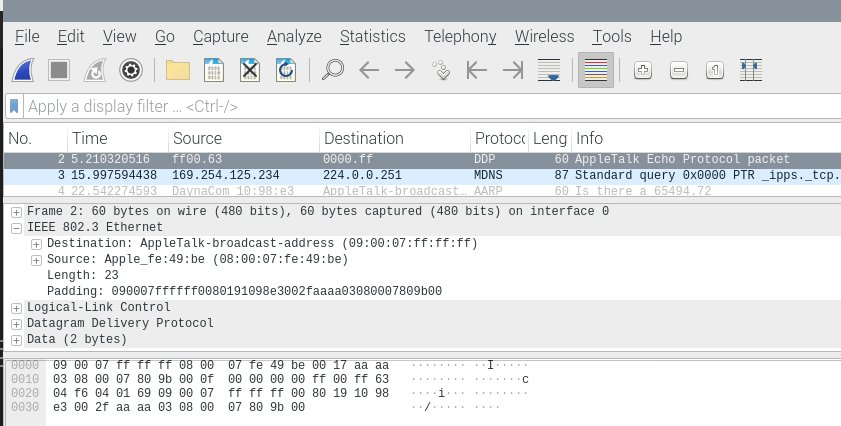 File Edit View Go Capture Analyze Statistics Telephony Wireless Tools Help
Apply a display filter … <Ctrl-/>
No. Time Source Destination Protocc Leng Info
2 5.210320516 ff00.63 0000.ff DDP 60 AppleTalk Echo Protocol packet
3 15.997594438 169.254.125.234 224.0.0.251 MDNS 87 Standard query 0x0000 PTR _ipps._tcp.
4 22.542274593 DaynaCom_10:98:e3 AppleTalk-broadcast… AARP 60 Is there a 65494.72
Frame 2: 60 bytes on wire (480 bits), 60 bytes captured (480 bits) on interface 0
IEEE 802.3 Ethernet
Destination: AppleTalk-broadcast-address (09:00:07:ff:ff:ff)
Source: Apple_fe:49:be (08:00:07:fe:49:be)
Length: 23
Padding: 090007ffffff0080191098e3002faaaa03080007809b00
Logical-Link Control
Datagram Delivery Protocol
Data (2 bytes)
0000 09 00 07 ff ff ff 08 00 07 fe 49 be 00 17 aa aa ········ ··I·····
0010 03 08 00 07 80 9b 00 0f 00 00 00 00 ff 00 ff 63 ········ ·······c
0020 04 f6 04 01 69 09 00 07 ff ff ff 00 80 19 10 98 ····i··· ········
0030 e3 00 2f aa aa 03 08 00 07 80 9b 00 ··/····· ····